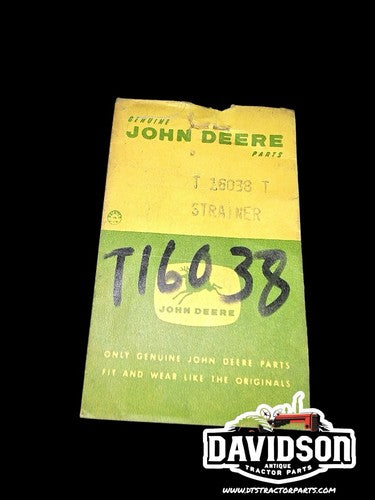 GENUINE
JOHN DEERE
PARTS
T 16038 T
STRAINER
T16038
JOHN DEERE
ONLY GENUINE JOHN DEERE PARTS
FIT AND WEAR LIKE THE ORIGINALS
DAVIDSON
ANTIQUE
TRACTOR PARTS
WWW.DTSTRACTORPARTS.COM